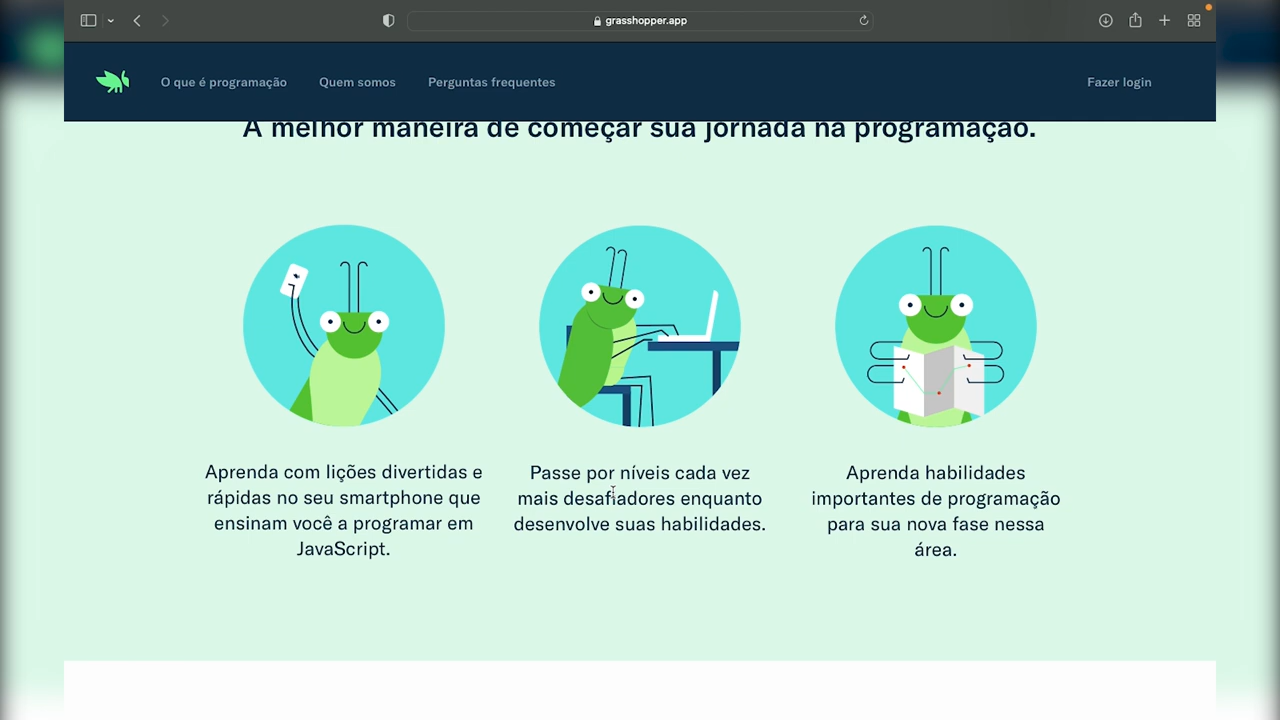 grasshopper.app
O que é programação Quem somos Perguntas frequentes Fazer login
A melhor maneira de começar sua jornada na programação.
Aprenda com lições divertidas e
rápidas no seu smartphone que
ensinam você a programar em
JavaScript.
Passe por níveis cada vez
mais desafiadores enquanto
desenvolve suas habilidades.
Aprenda habilidades
importantes de programação
para sua nova fase nessa
área.